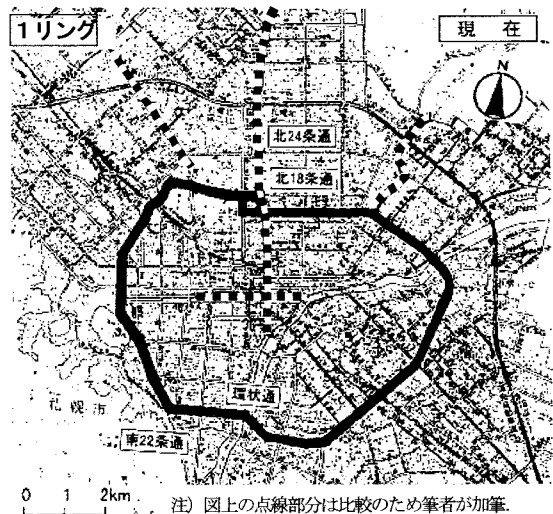 1リング
現在
N
北24条通
北18条通
環状通
札幌市
南22条通
0 1 2km
注）図上の点線部分は比較のため筆者が加筆.